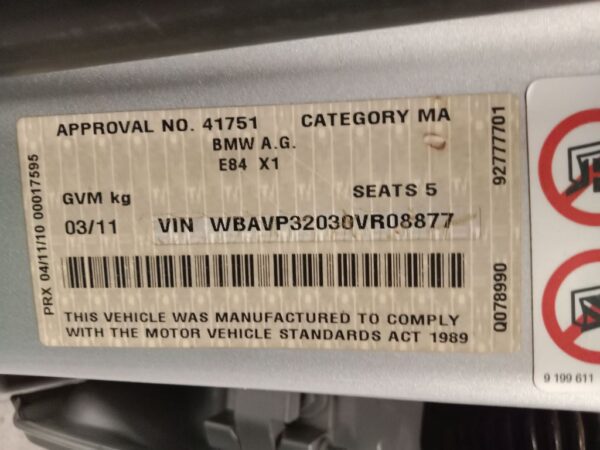 APPROVAL NO. 41751 CATEGORY MA
BMW A.G.
E84 X1
GVM kg SEATS 5
03/11 VIN WBAVP32030VR08877
THIS VEHICLE WAS MANUFACTURED TO COMPLY
WITH THE MOTOR VEHICLE STANDARDS ACT 1989
PRX 04/11/10 00017595
92777701
Q078990
9 199 611